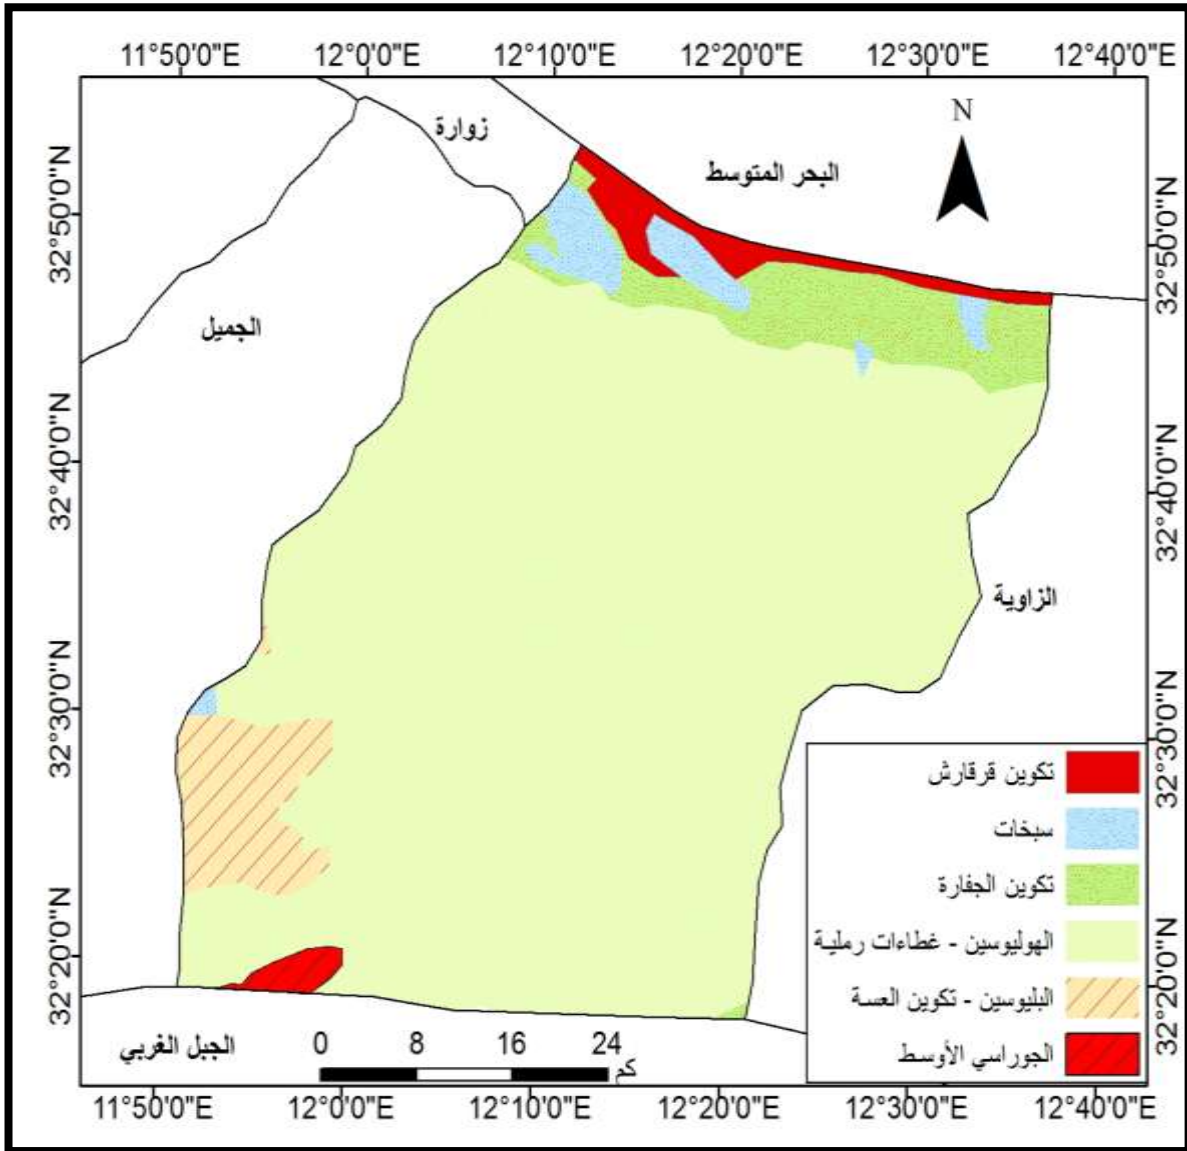 11°50'0"E 12°0'0"E 12°10'0"E 12°20'0"E 12°30'0"E 12°40'0"E
N
زوارة
البحر المتوسط
32°50'0"N
32°50'0"N
الجميل
32°40'0"N
32°40'0"N
الزاوية
32°30'0"N
32°30'0"N
تكوين قرقارش
سبخات
تكوين الجفارة
الهوليوسين - غطاءات رملية
البليوسين - تكوين العسة
الجوراسي الأوسط
32°20'0"N
32°20'0"N
الجبل الغربي
0 8 16 24
كم
11°50'0"E 12°0'0"E 12°10'0"E 12°20'0"E 12°30'0"E 12°40'0"E